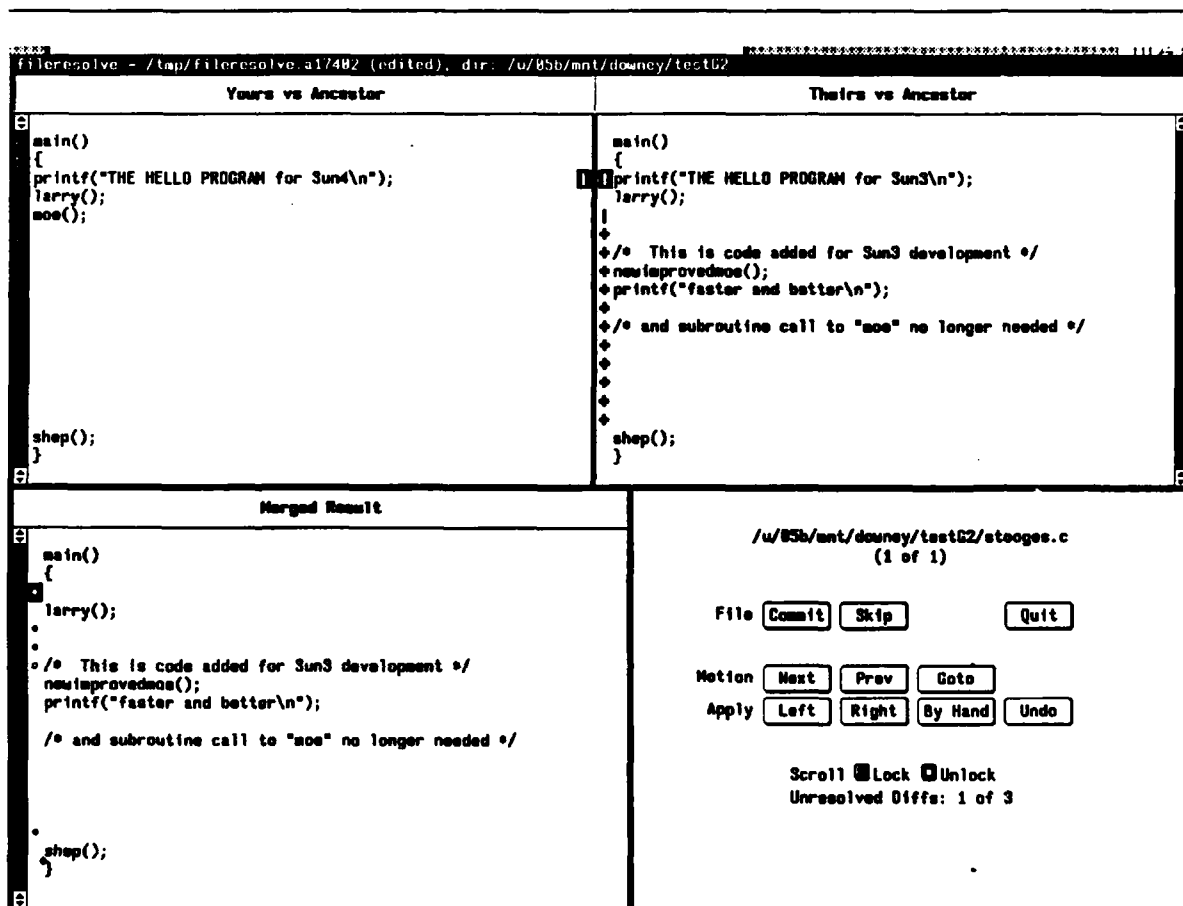 fileresolve - /tmp/fileresolve.a17402 (edited), dir: /u/05b/mnt/downey/testG2
Yours vs Ancestor
main()
{
printf("THE HELLO PROGRAM for Sun4\n");
larry();
moe();
shep();
}
Theirs vs Ancestor
main()
{
printf("THE HELLO PROGRAM for Sun3\n");
larry();
|
+
+/* This is code added for Sun3 development */
+newimprovedmoe();
+printf("faster and better\n");
+
+/* and subroutine call to "moe" no longer needed */
+
+
+
+
+
shep();
}
Merged Result
main()
{
larry();
/* This is code added for Sun3 development */
newimprovedmoe();
printf("faster and better\n");
/* and subroutine call to "moe" no longer needed */
shep();
}
/u/05b/mnt/downey/testG2/stooges.c
(1 of 1)
File Commit Skip Quit
Motion Next Prev Goto
Apply Left Right By Hand Undo
Scroll Lock Unlock
Unresolved Diffs: 1 of 3